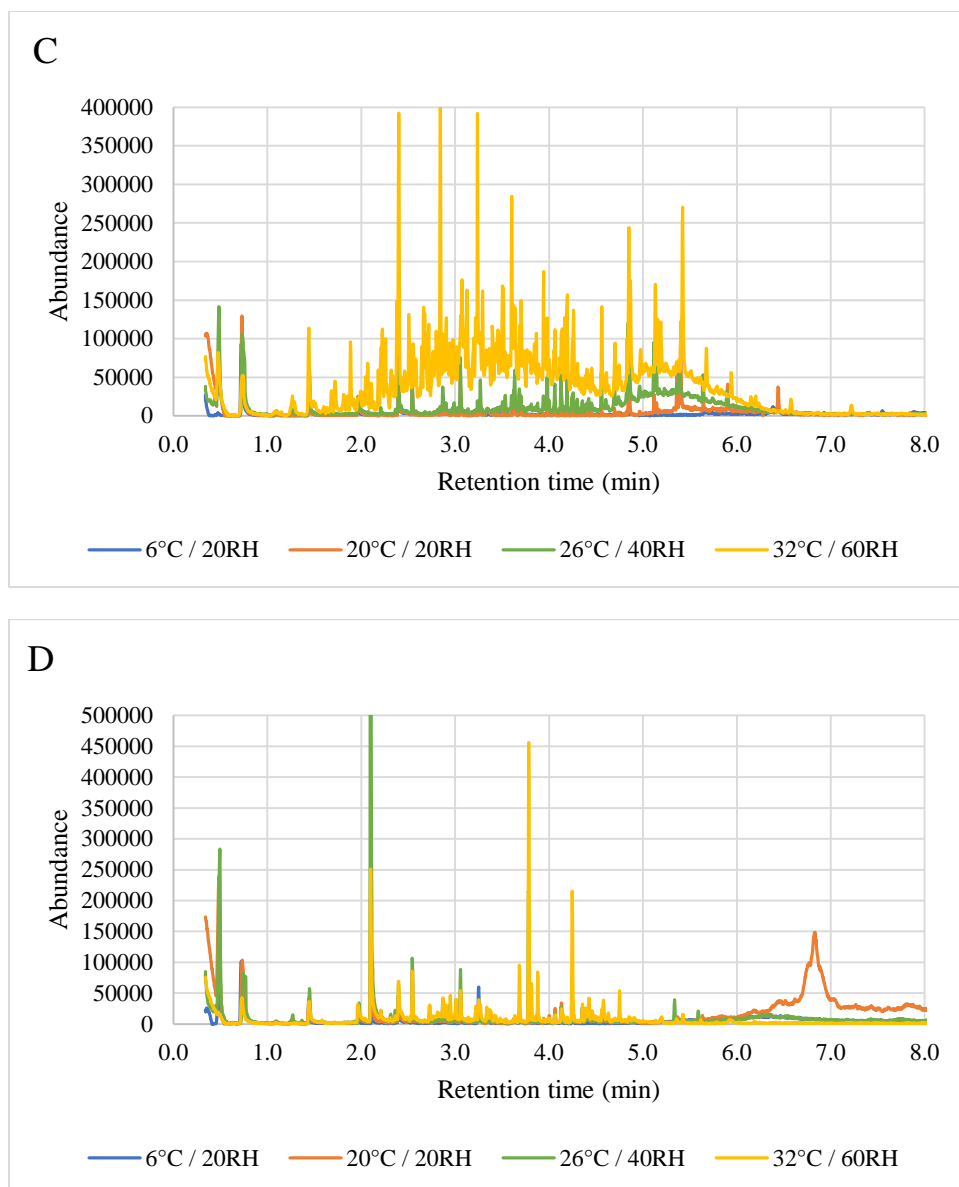 C
400000
350000
300000
250000
200000
150000
100000
50000
0
Abundance
0.0 1.0 2.0 3.0 4.0 5.0 6.0 7.0 8.0
Retention time (min)
6°C / 20RH 20°C / 20RH 26°C / 40RH 32°C / 60RH
D
500000
450000
400000
350000
300000
250000
200000
150000
100000
50000
0
Abundance
0.0 1.0 2.0 3.0 4.0 5.0 6.0 7.0 8.0
Retention time (min)
6°C / 20RH 20°C / 20RH 26°C / 40RH 32°C / 60RH